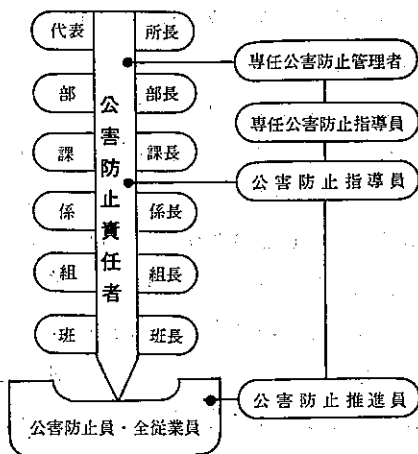 代表
所長
専任公害防止管理者
部
部長
専任公害防止指導員
課
課長
公害防止指導員
公害防止責任者
係
係長
組
組長
班
班長
公害防止推進員
公害防止員・全従業員